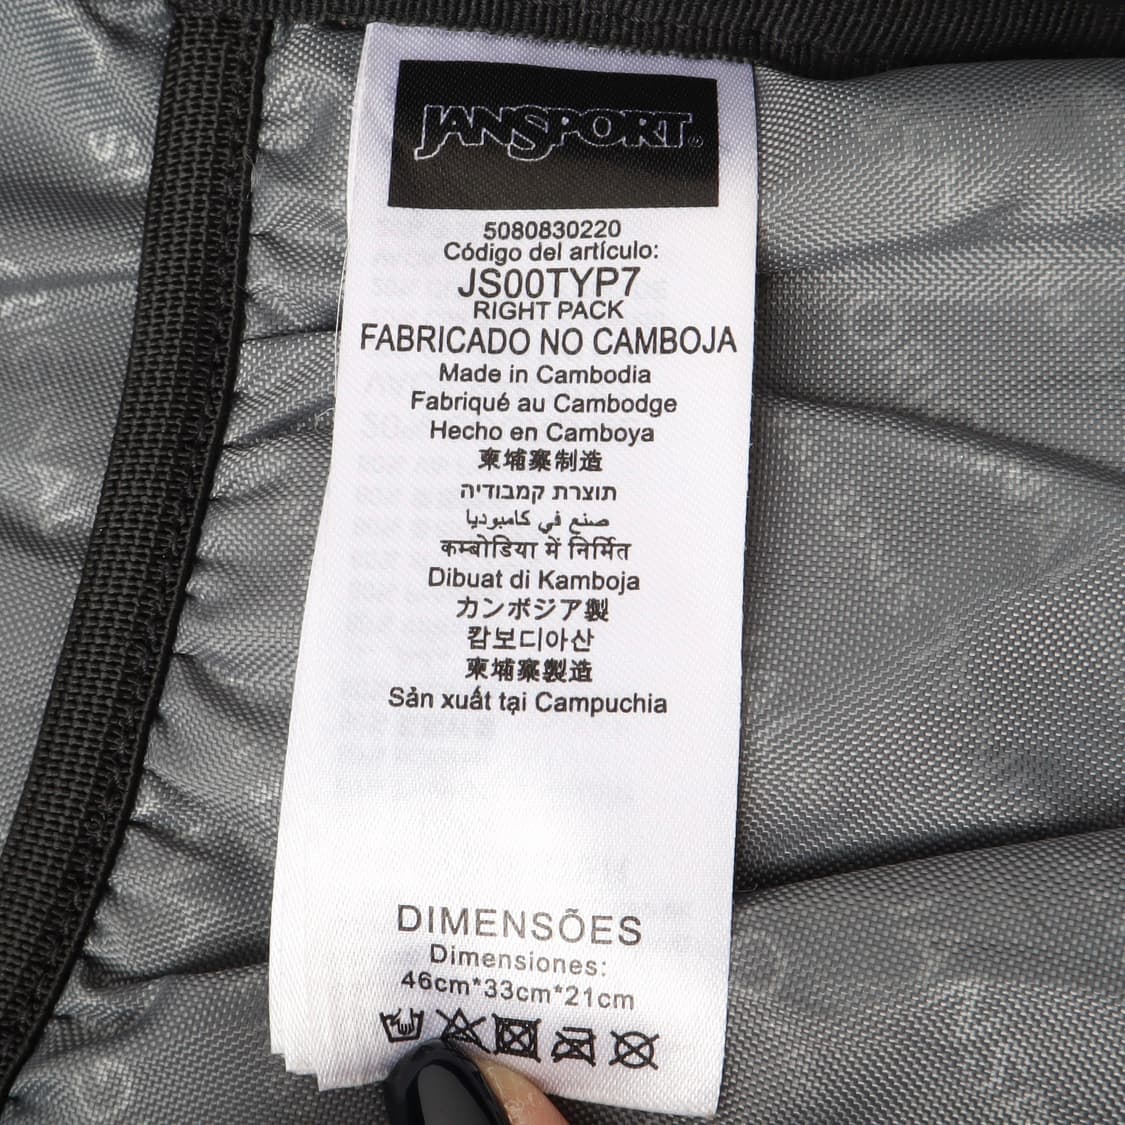 JANSPORT®
5080830220
Código del artículo:
JS00TYP7
RIGHT PACK
FABRICADO NO CAMBOJA
Made in Cambodia
Fabriqué au Cambodge
Hecho en Camboya
柬埔寨制造
תוצרת קמבודיה
صنع في كامبوديا
कम्बोडिया में निर्मित
Dibuat di Kamboja
カンボジア製
캄보디아산
柬埔寨製造
Sản xuất tại Campuchia
DIMENSÕES
Dimensiones:
46cm*33cm*21cm